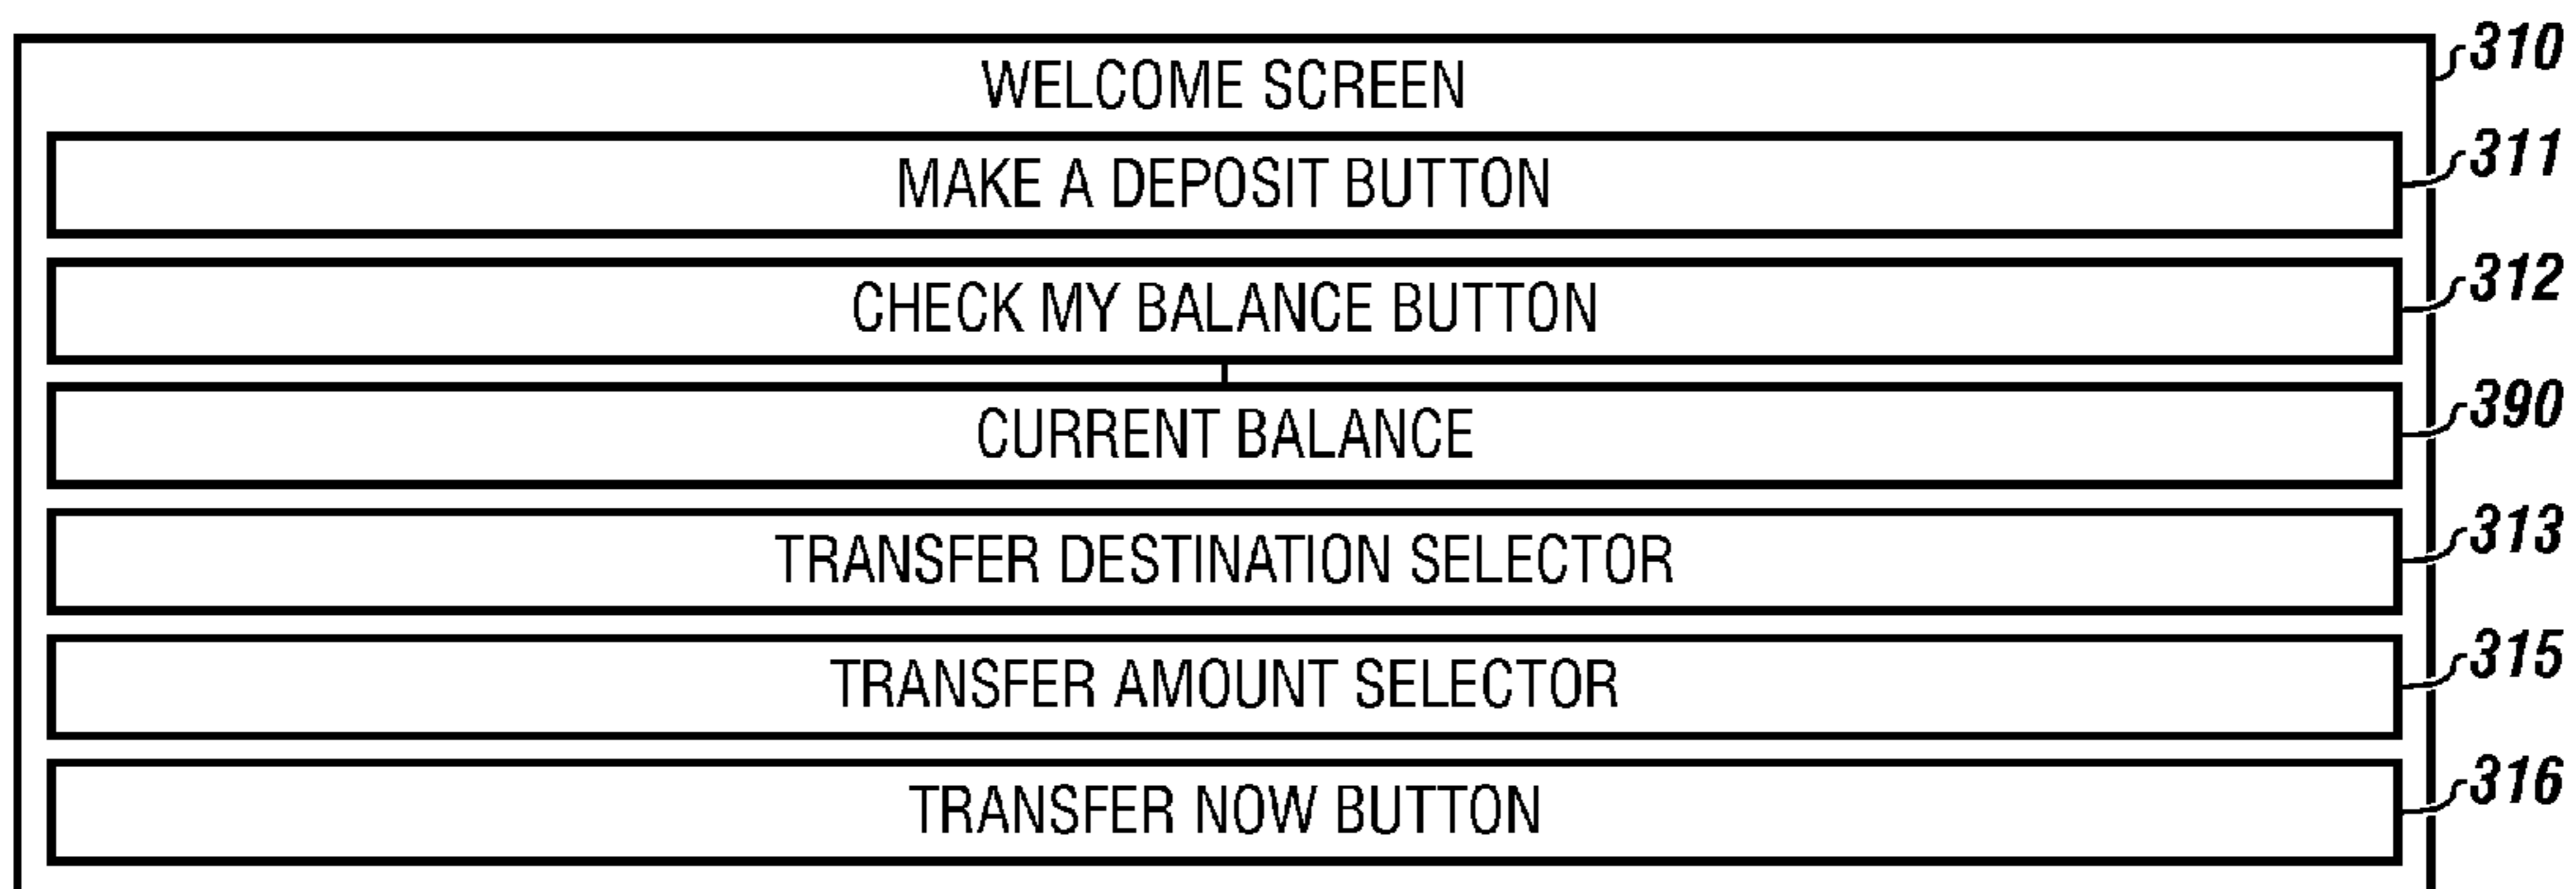 WELCOME SCREEN 310
MAKE A DEPOSIT BUTTON 311
CHECK MY BALANCE BUTTON 312
CURRENT BALANCE 390
TRANSFER DESTINATION SELECTOR 313
TRANSFER AMOUNT SELECTOR 315
TRANSFER NOW BUTTON 316